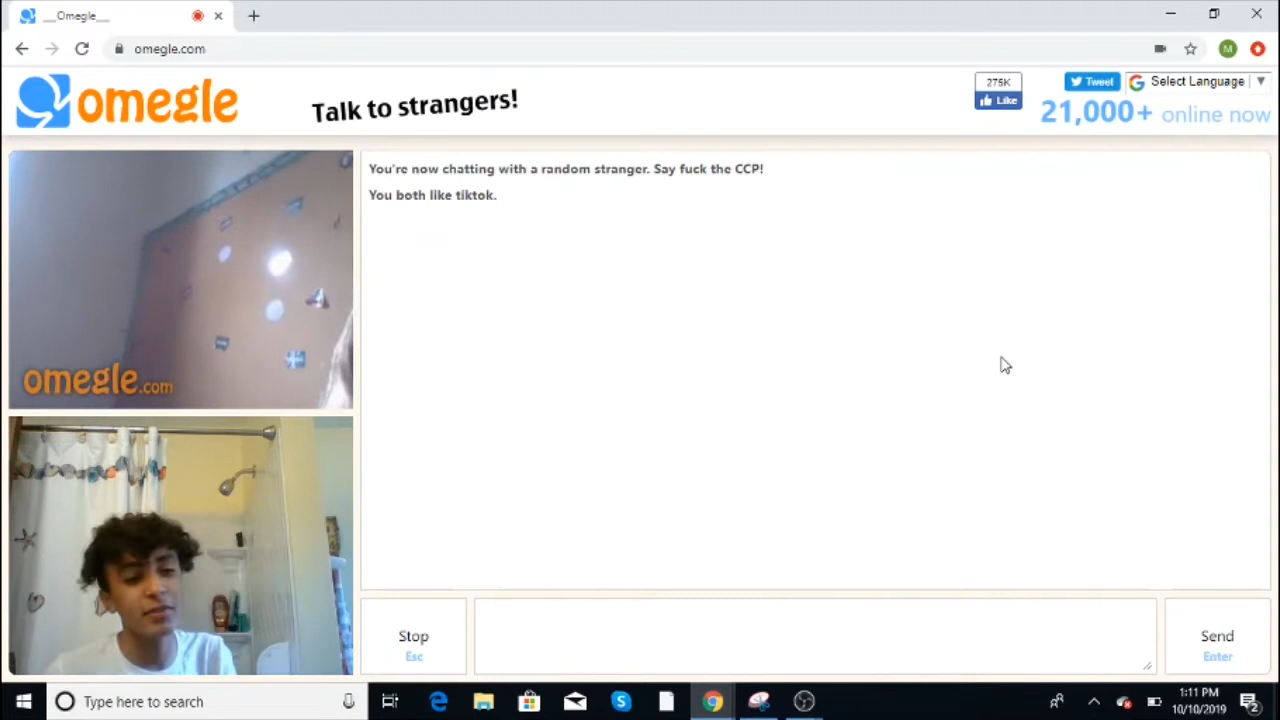 __Omegle__
omegle.com
omegle
Talk to strangers!
275K
Like
Tweet
Select Language
21,000+ online now
You're now chatting with a random stranger. Say fuck the CCP!
You both like tiktok.
omegle.com
Stop
Esc
Send
Enter
M
Type here to search
1:11 PM
10/10/2019
2